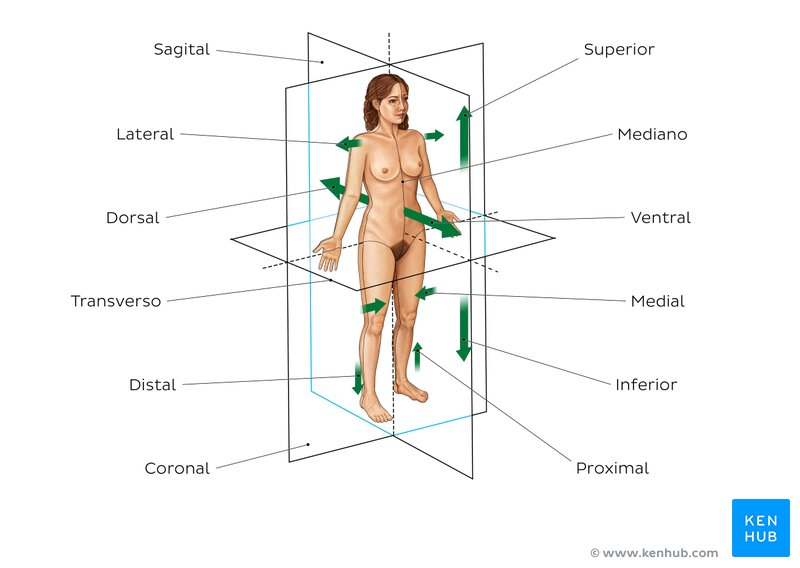 Sagital
Superior
Lateral
Mediano
Dorsal
Ventral
Transverso
Medial
Distal
Inferior
Coronal
Proximal
KEN
HUB
© www.kenhub.com